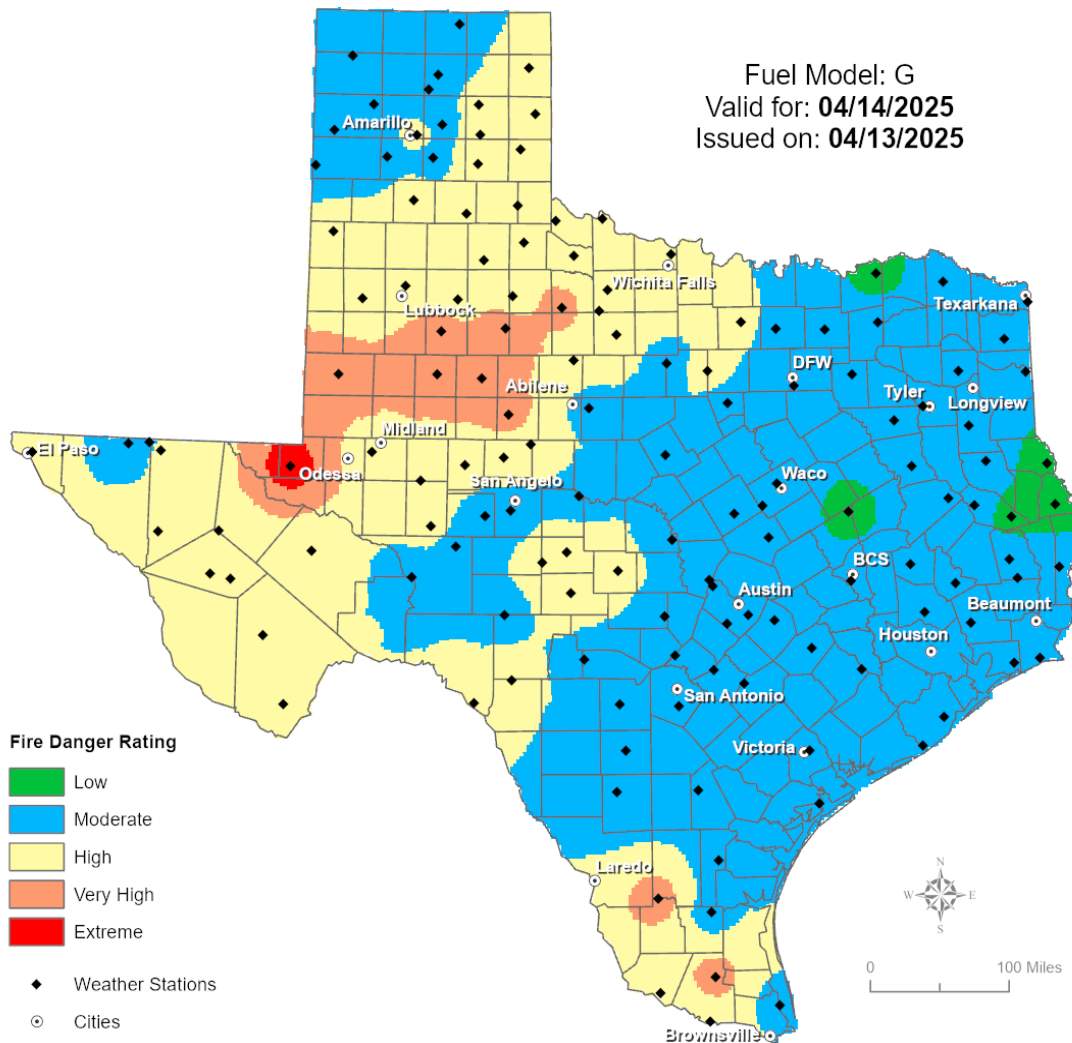 Fuel Model: G
Valid for: 04/14/2025
Issued on: 04/13/2025
Amarillo
Wichita Falls
Lubbock
Texarkana
DFW
Abilene
Tyler
Longview
Midland
El Paso
Odessa
San Angelo
Waco
BCS
Austin
Beaumont
Houston
San Antonio
Victoria
Laredo
Brownsville
Fire Danger Rating
Low
Moderate
High
Very High
Extreme
Weather Stations
Cities
N
W E
S
0 100 Miles